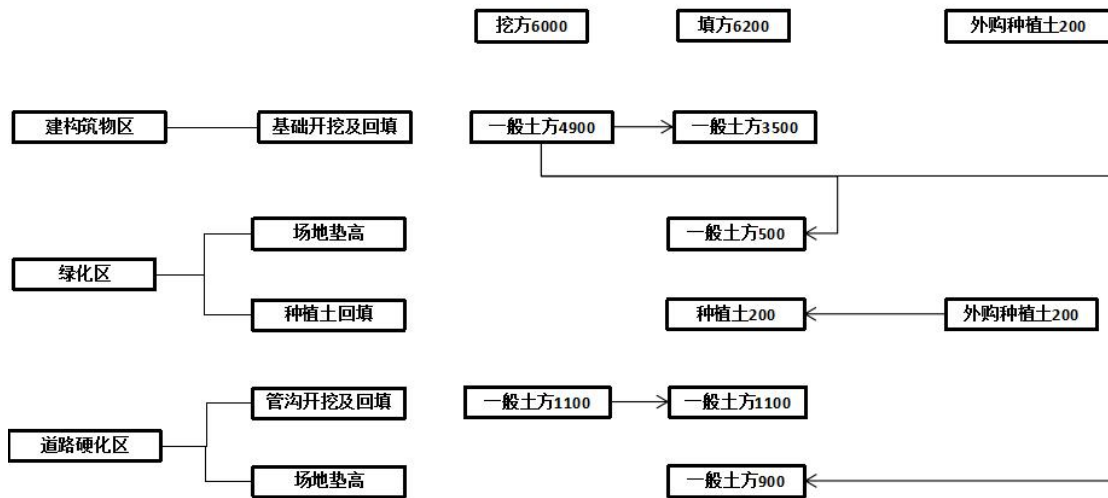 挖方6000
填方6200
外购种植土200
建构筑物区
基础开挖及回填
一般土方4900
一般土方3500
场地垫高
一般土方500
绿化区
种植土回填
种植土200
外购种植土200
管沟开挖及回填
一般土方1100
一般土方1100
道路硬化区
场地垫高
一般土方900